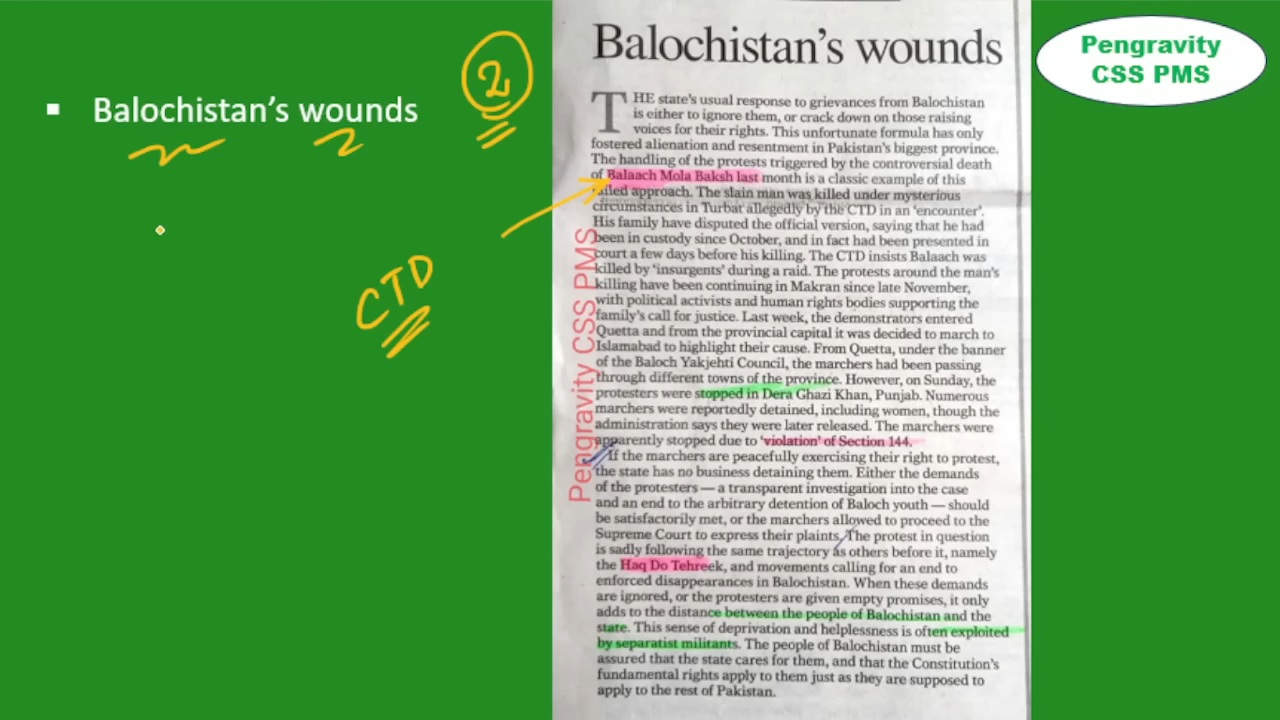 Balochistan's wounds
2
CTD
Balochistan's wounds
THE state's usual response to grievances from Balochistan
is either to ignore them, or crack down on those raising
voices for their rights. This unfortunate formula has only
fostered alienation and resentment in Pakistan's biggest province.
The handling of the protests triggered by the controversial death
of Balaach Mola Baksh last month is a classic example of this
failed approach. The slain man was killed under mysterious
circumstances in Turbat allegedly by the CTD in an 'encounter'.
His family have disputed the official version, saying that he had
been in custody since October, and in fact had been presented in
court a few days before his killing. The CTD insists Balaach was
killed by 'insurgents' during a raid. The protests around the man's
killing have been continuing in Makran since late November,
with political activists and human rights bodies supporting the
family's call for justice. Last week, the demonstrators entered
Quetta and from the provincial capital it was decided to march to
Islamabad to highlight their cause. From Quetta, under the banner
of the Baloch Yakjehti Council, the marchers had been passing
through different towns of the province. However, on Sunday, the
protesters were stopped in Dera Ghazi Khan, Punjab. Numerous
marchers were reportedly detained, including women, though the
administration says they were later released. The marchers were
apparently stopped due to 'violation' of Section 144.
If the marchers are peacefully exercising their right to protest,
the state has no business detaining them. Either the demands
of the protesters — a transparent investigation into the case
and an end to the arbitrary detention of Baloch youth — should
be satisfactorily met, or the marchers allowed to proceed to the
Supreme Court to express their plaints. The protest in question
is sadly following the same trajectory as others before it, namely
the Haq Do Tehreek, and movements calling for an end to
enforced disappearances in Balochistan. When these demands
are ignored, or the protesters are given empty promises, it only
adds to the distance between the people of Balochistan and the
state. This sense of deprivation and helplessness is often exploited
by separatist militants. The people of Balochistan must be
assured that the state cares for them, and that the Constitution's
fundamental rights apply to them just as they are supposed to
apply to the rest of Pakistan.
Pengravity CSS PMS
Pengravity
CSS PMS